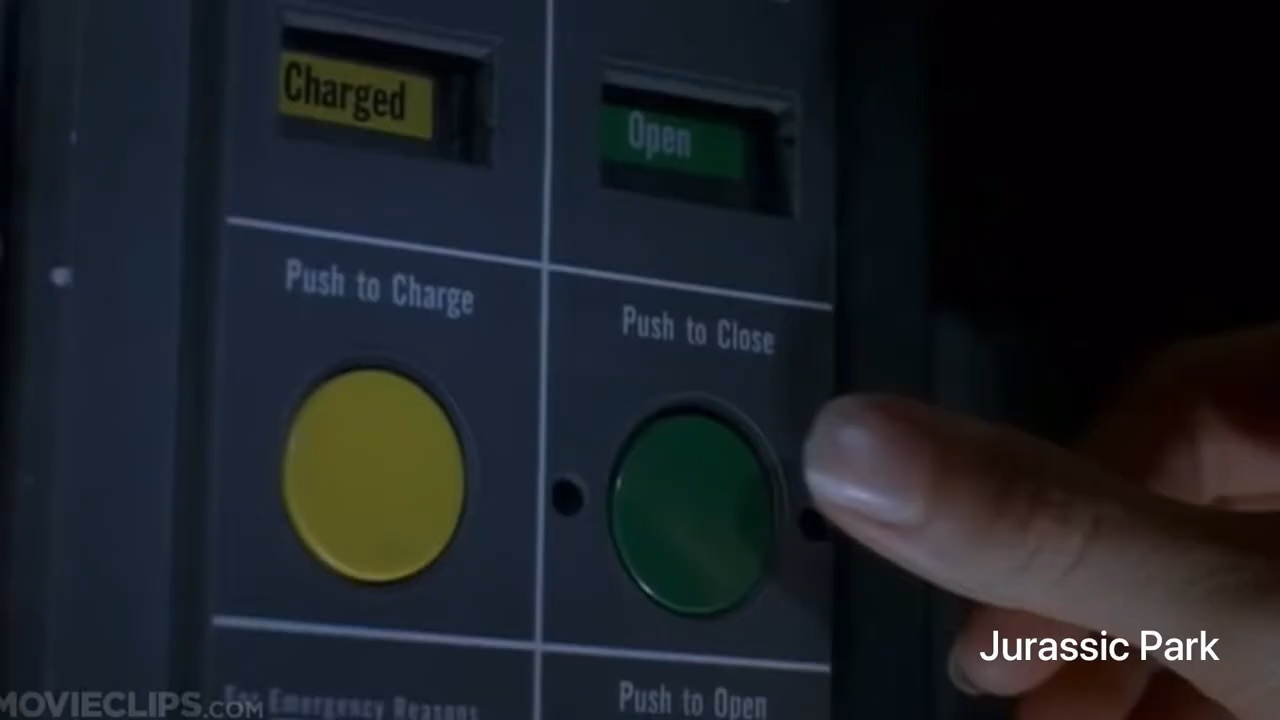 Charged
Open
Push to Charge
Push to Close
For Emergency Reasons
Push to Open
Jurassic Park
MOVIECLIPS.COM